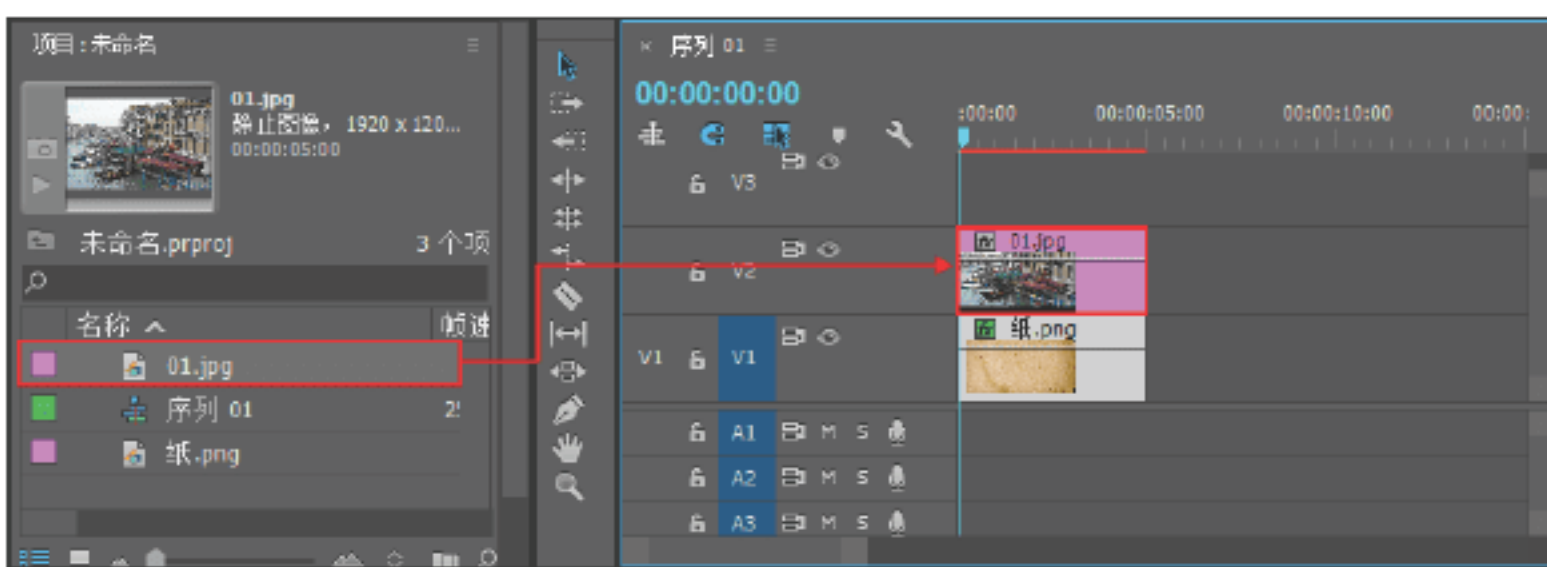 项目:未命名
01.jpg
静止图像, 1920 x 120...
00:00:05:00
未命名.prproj
3 个项
名称
帧速
01.jpg
序列 01
纸.png
序列 01
00:00:00:00
:00:00 00:00:05:00 00:00:10:00 00:00:
V3
V2
V1 V1
01.jpg
纸.png
A1 M S
A2 M S
A3 M S